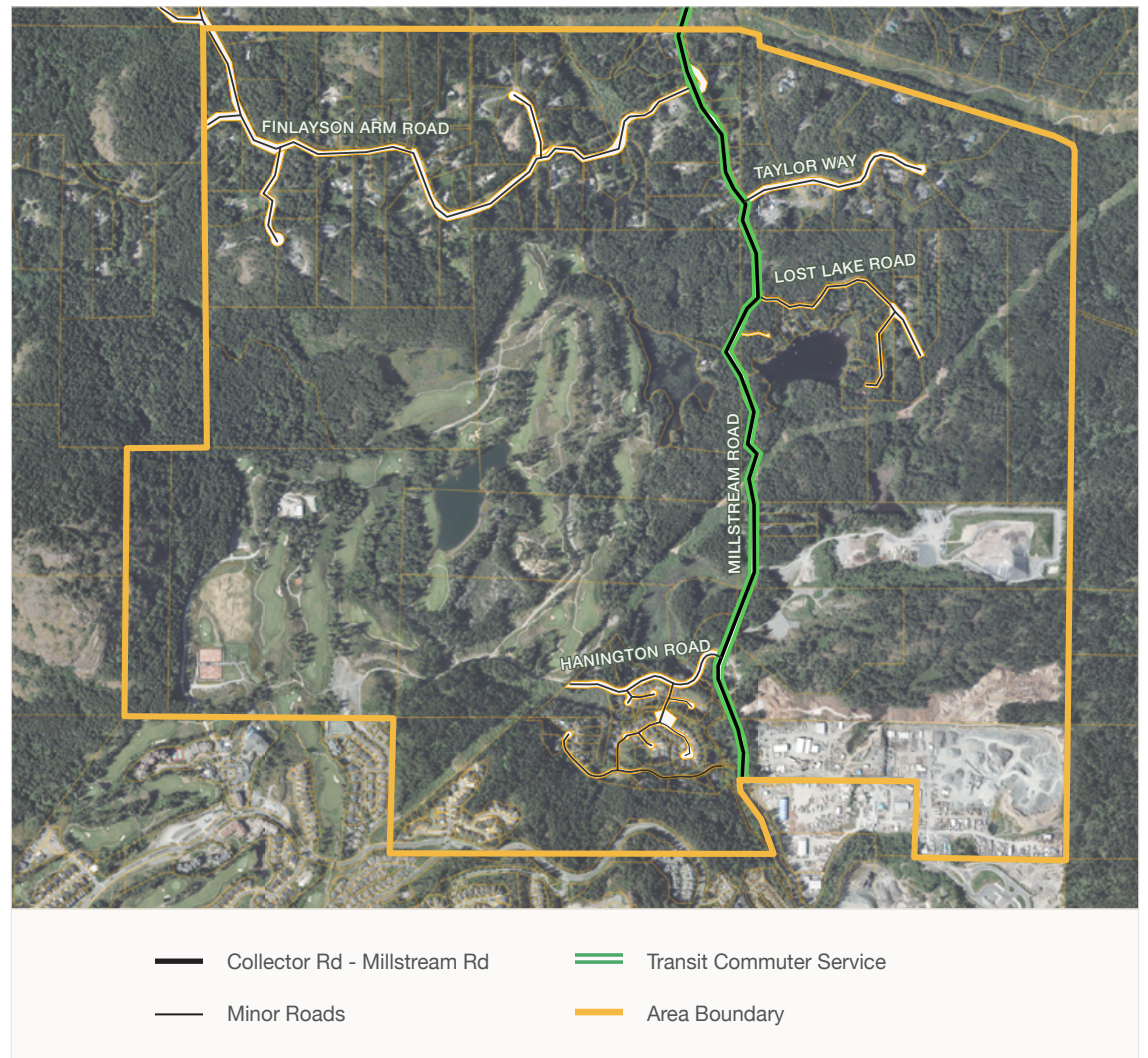 FINLAYSON ARM ROAD
TAYLOR WAY
LOST LAKE ROAD
MILLSTREAM ROAD
HANINGTON ROAD
Collector Rd - Millstream Rd
Transit Commuter Service
Minor Roads
Area Boundary